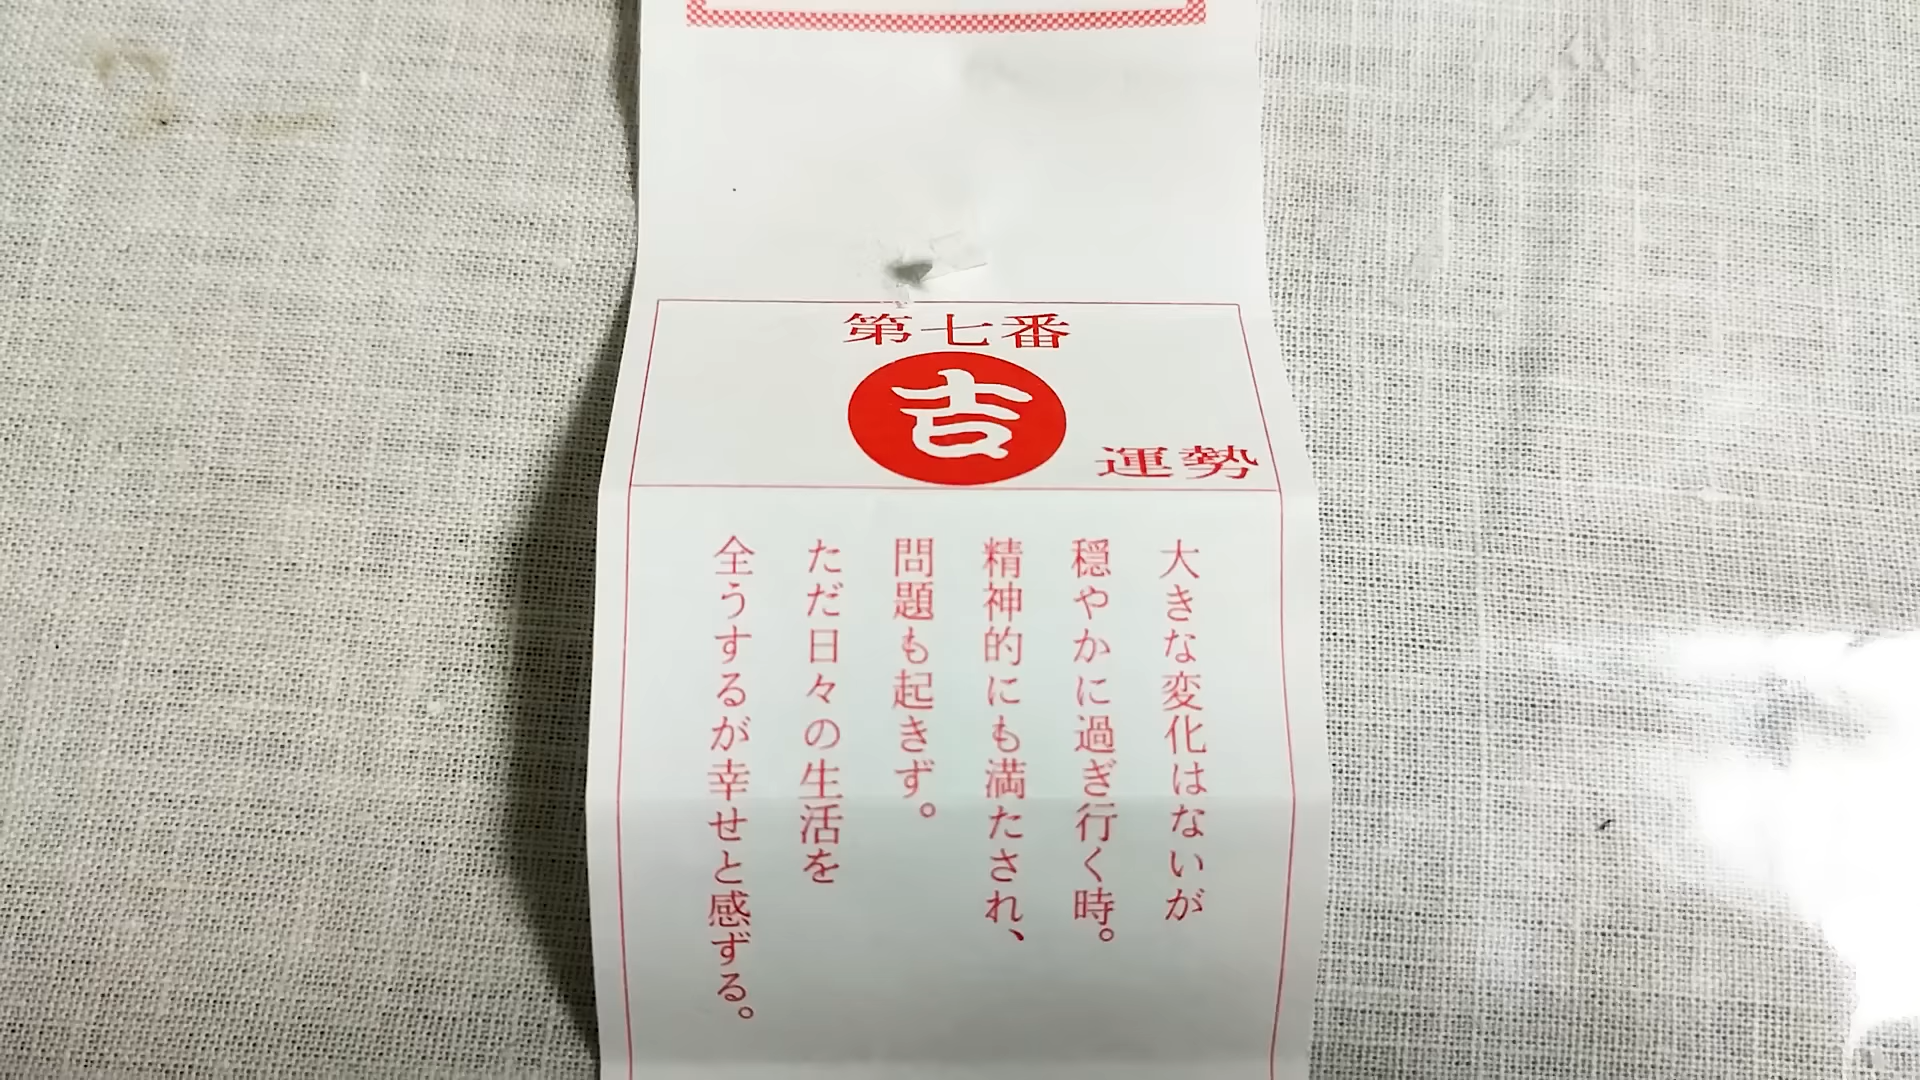 第七番
吉
運勢
大きな変化はないが
穏やかに過ぎ行く時。
精神的にも満たされ、
問題も起きず。
ただ日々の生活を
全うするが幸せと感ずる。